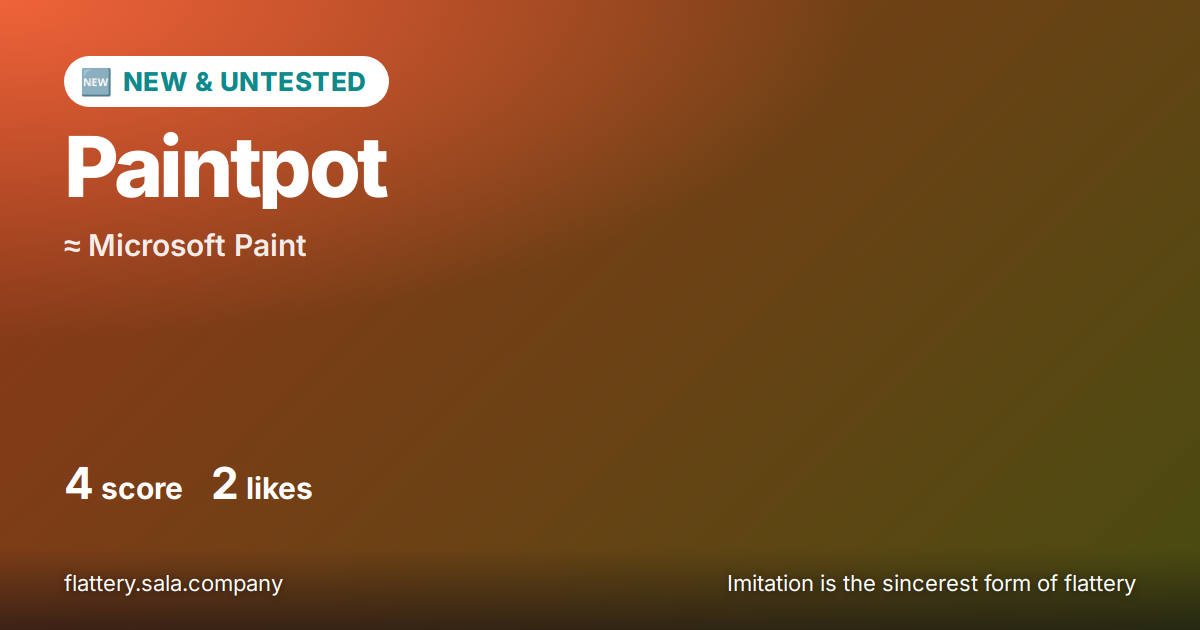 🆕 NEW & UNTESTED
Paintpot
≈ Microsoft Paint
4 score 2 likes
flattery.sala.company
Imitation is the sincerest form of flattery